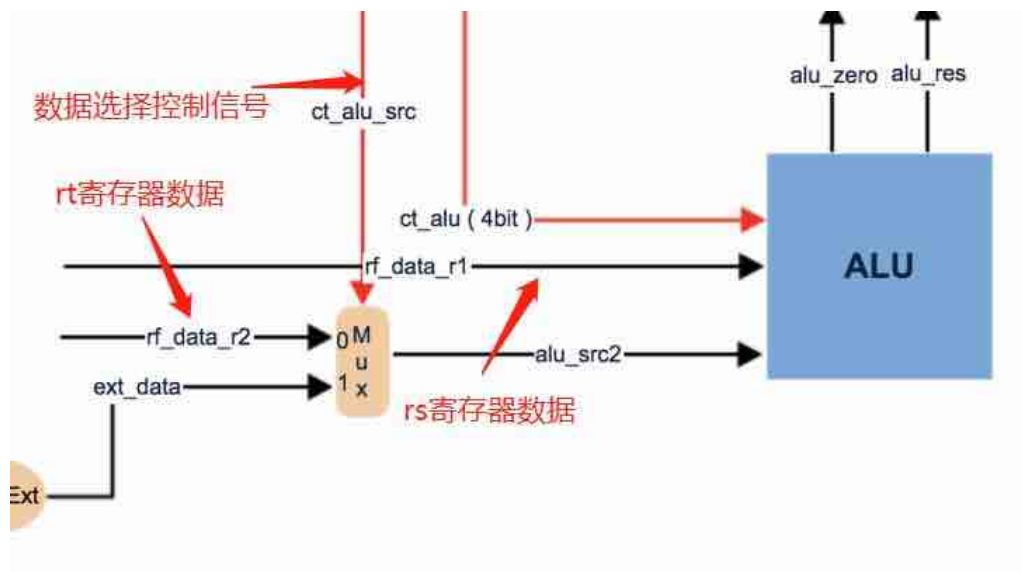 alu_zero alu_res
数据选择控制信号
ct_alu_src
rt寄存器数据
ct_alu ( 4bit )
rf_data_r1
ALU
rf_data_r2
0
Mux
alu_src2
ext_data
1
rs寄存器数据
Ext